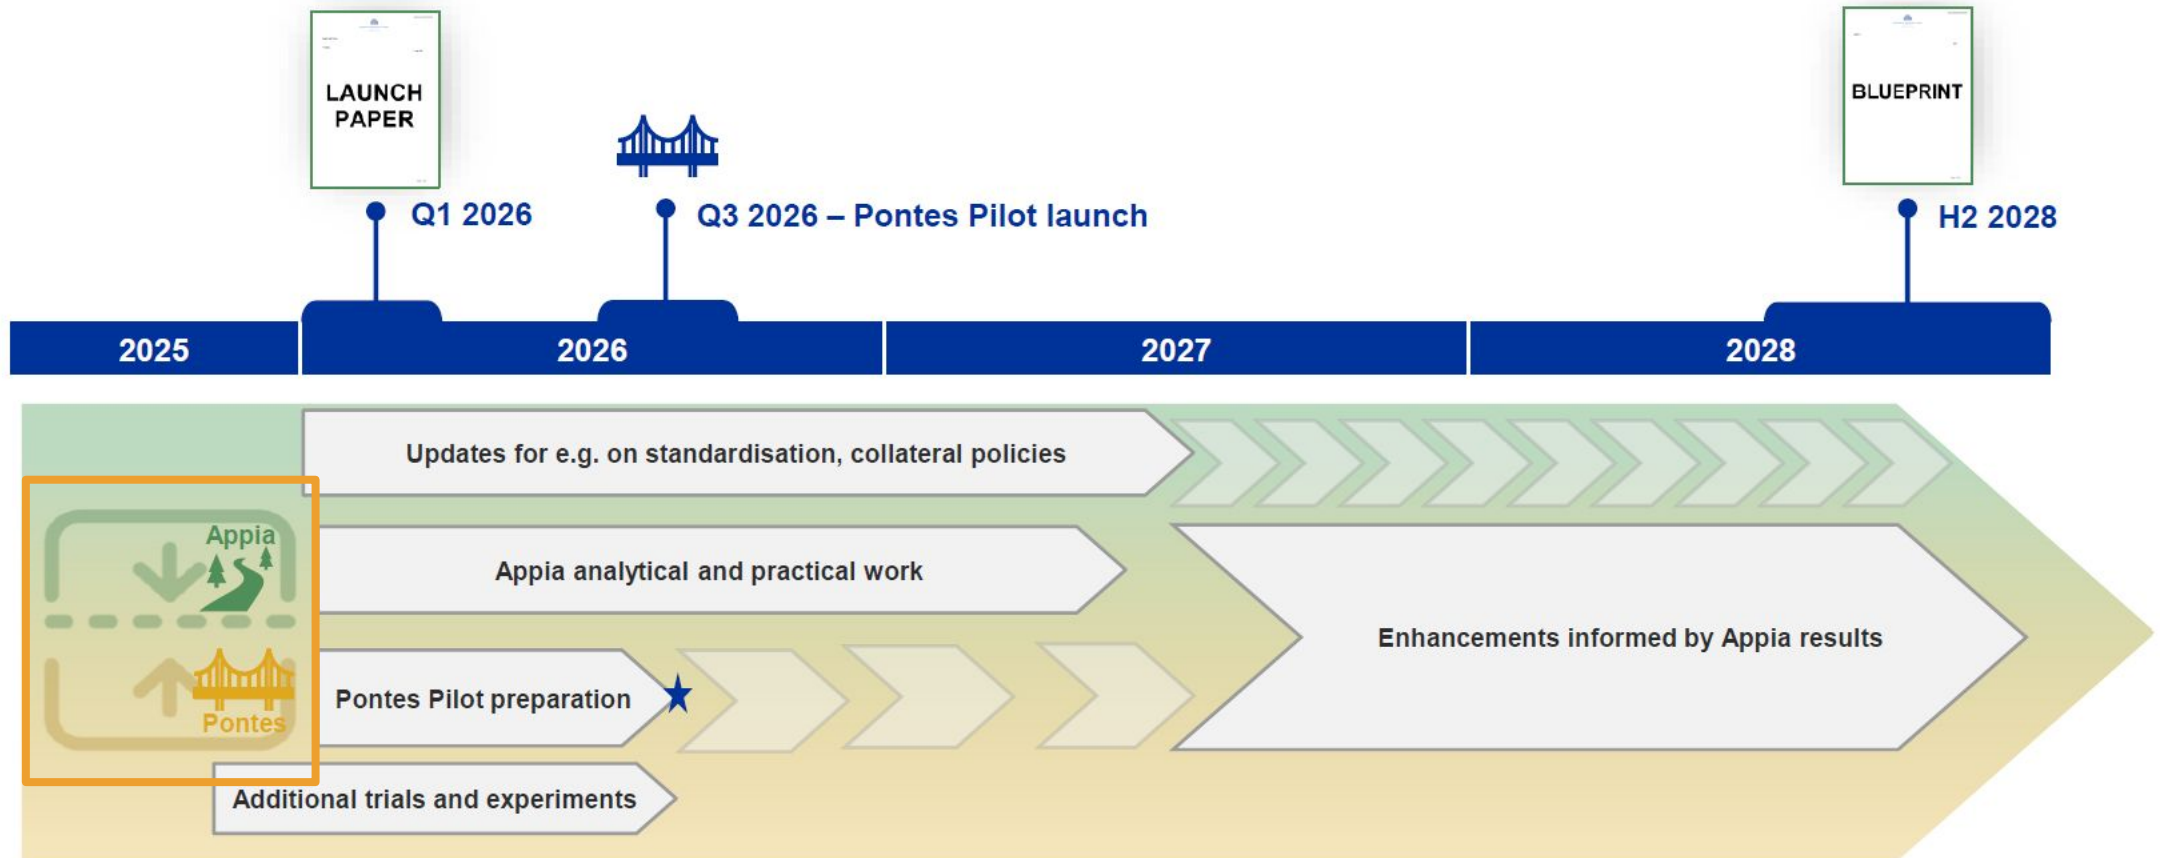 LAUNCH
PAPER
BLUEPRINT
Q1 2026
Q3 2026 – Pontes Pilot launch
H2 2028
2025
2026
2027
2028
Updates for e.g. on standardisation, collateral policies
Appia
Appia analytical and practical work
Enhancements informed by Appia results
Pontes Pilot preparation
Pontes
Additional trials and experiments